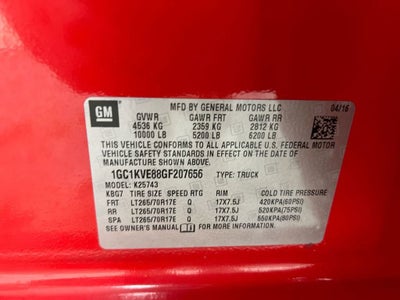 GM
MFD BY GENERAL MOTORS LLC 04/16
GVWR GAWR FRT GAWR RR
4536 KG 2359 KG 2812 KG
10000 LB 5200 LB 6200 LB
THIS VEHICLE CONFORMS TO ALL APPLICABLE U.S. FEDERAL MOTOR
VEHICLE SAFETY STANDARDS IN EFFECT ON THE DATE OF
MANUFACTURE SHOWN ABOVE.
1GC1KVE88GF207656 TYPE: TRUCK
MODEL: K25743
KBG7 TIRE SIZE SPEED RTG RIM COLD TIRE PRESSURE
FRT LT265/70R17E Q 17X7.5J 420KPA(60PSI)
RR LT265/70R17E Q 17X7.5J 520KPA(75PSI)
SPA LT265/70R17E Q 17X7.5J 550KPA(80PSI)
SEE OWNER MANUAL FOR MORE INFORMATION.